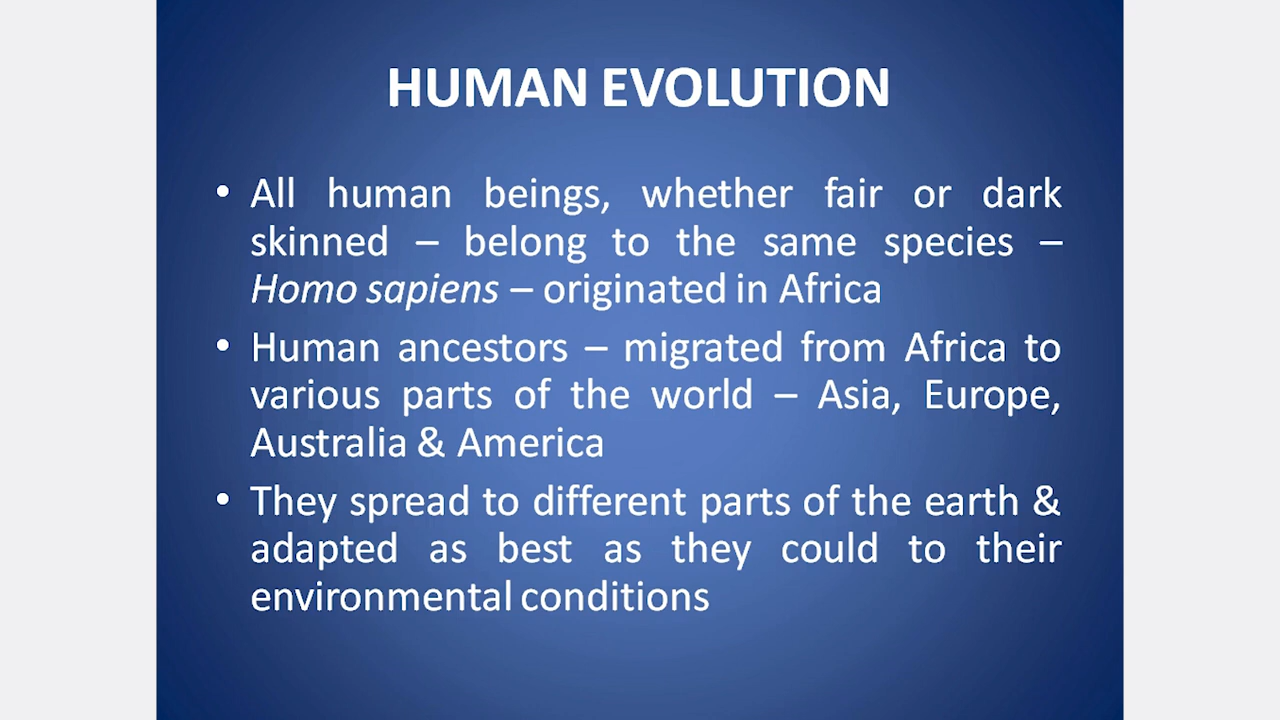 HUMAN EVOLUTION
• All human beings, whether fair or dark
skinned – belong to the same species –
Homo sapiens – originated in Africa
• Human ancestors – migrated from Africa to
various parts of the world – Asia, Europe,
Australia & America
• They spread to different parts of the earth &
adapted as best as they could to their
environmental conditions